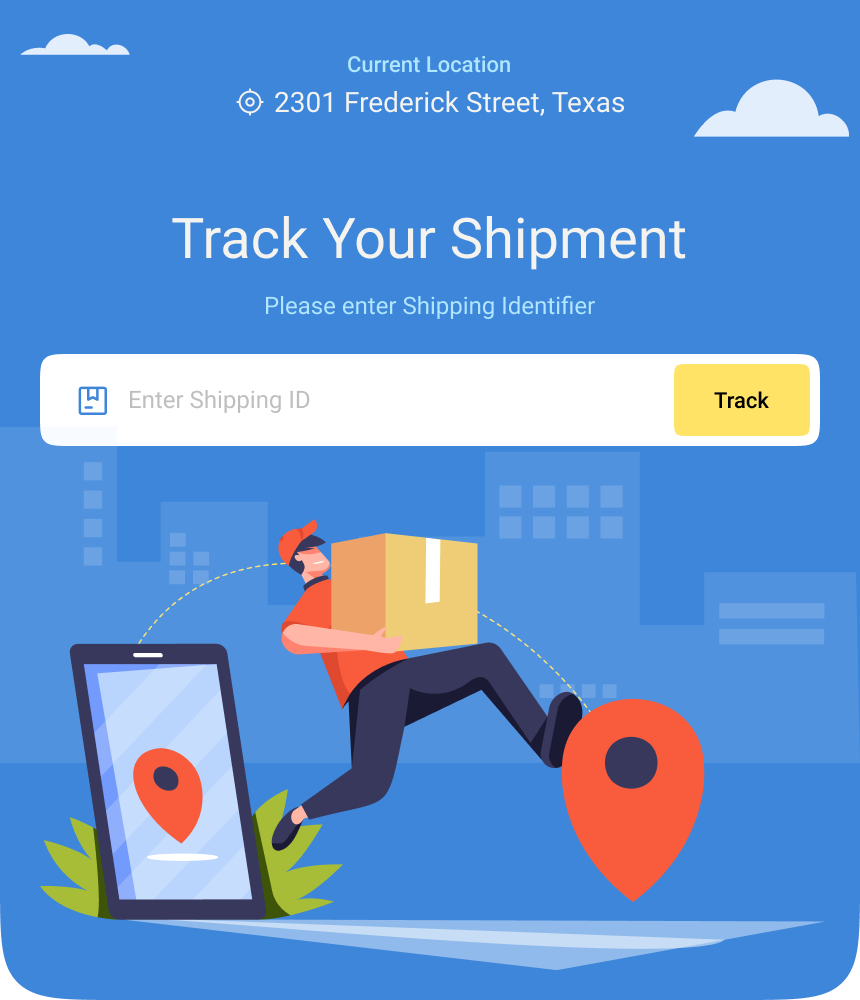 Current Location
2301 Frederick Street, Texas
Track Your Shipment
Please enter Shipping Identifier
Enter Shipping ID
Track